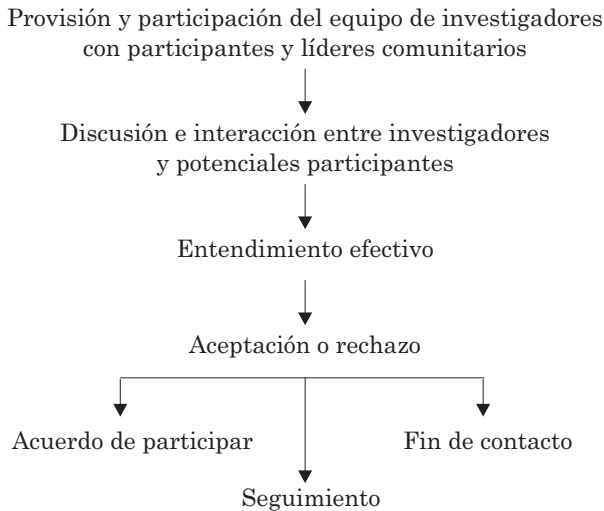 Provisión y participación del equipo de investigadores
con participantes y líderes comunitarios
Discusión e interacción entre investigadores
y potenciales participantes
Entendimiento efectivo
Aceptación o rechazo
Acuerdo de participar
Fin de contacto
Seguimiento